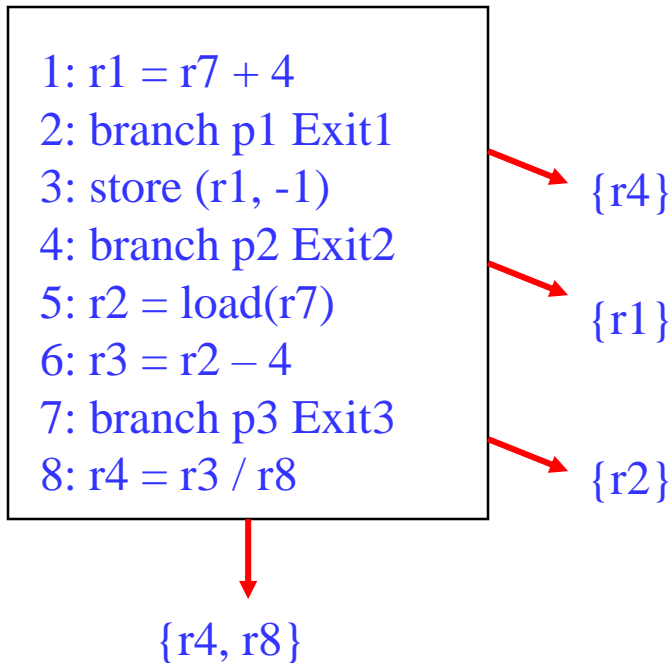 1: r1 = r7 + 4
2: branch p1 Exit1
3: store (r1, -1)
4: branch p2 Exit2
5: r2 = load(r7)
6: r3 = r2 – 4
7: branch p3 Exit3
8: r4 = r3 / r8
{r4}
{r1}
{r2}
{r4, r8}